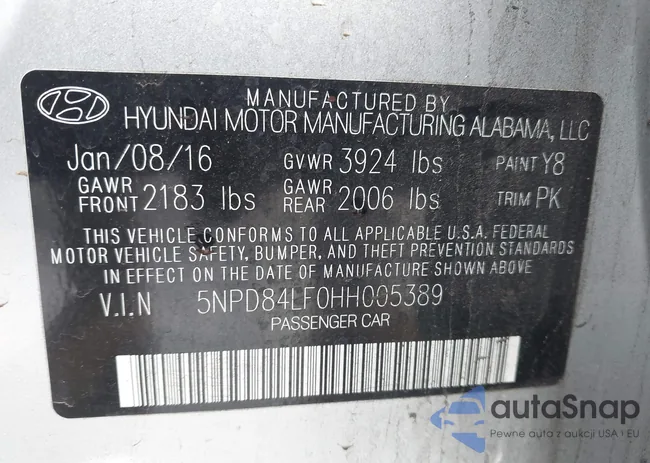 MANUFACTURED BY
HYUNDAI MOTOR MANUFACTURING ALABAMA, LLC
Jan/08/16 GVWR 3924 lbs PAINT Y8
GAWR FRONT 2183 lbs GAWR REAR 2006 lbs TRIM PK
THIS VEHICLE CONFORMS TO ALL APPLICABLE U.S.A. FEDERAL
MOTOR VEHICLE SAFETY, BUMPER, AND THEFT PREVENTION STANDARDS
IN EFFECT ON THE DATE OF MANUFACTURE SHOWN ABOVE
V.I.N 5NPD84LF0HH005389
PASSENGER CAR
autaSnap
Pewne auta z aukcji USA i EU